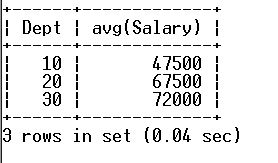 +------+-------------+
| Dept | avg(Salary) |
+------+-------------+
|   10 |       47500 |
|   20 |       67500 |
|   30 |       72000 |
+------+-------------+
3 rows in set (0.04 sec)